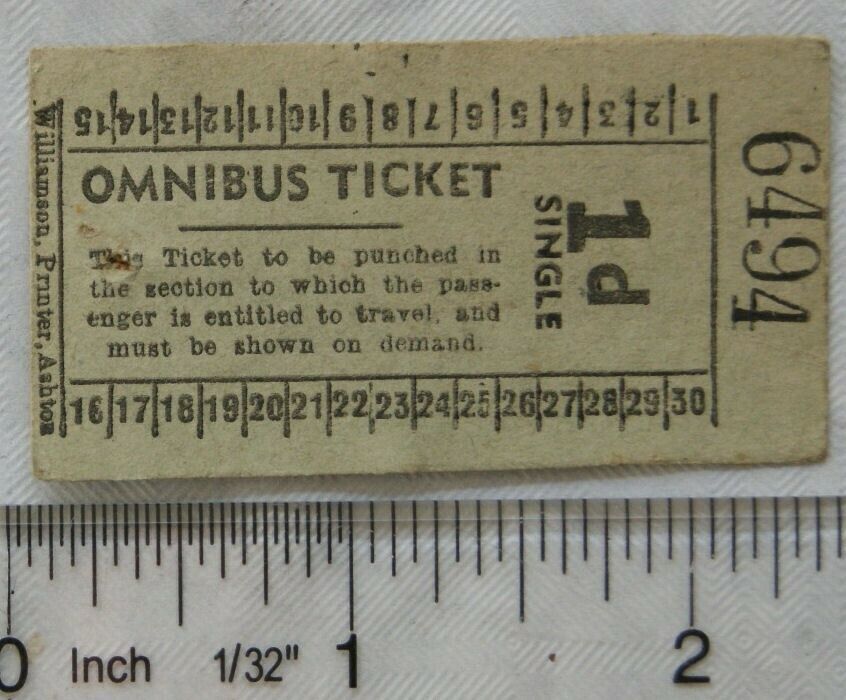 15 14 13 12 11 10 9 8 7 6 5 4 3 2 1
Williamson, Printer, Ashton
OMNIBUS TICKET
This Ticket to be punched in
the section to which the pass-
enger is entitled to travel, and
must be shown on demand.
1d
SINGLE
6494
16 17 18 19 20 21 22 23 24 25 26 27 28 29 30
0 Inch 1/32" 1 2